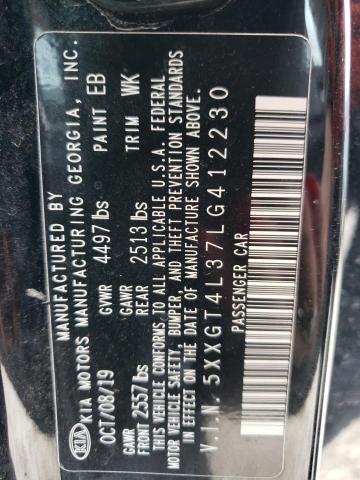 MANUFACTURED BY
KIA KIA MOTORS MANUFACTURING GEORGIA, INC.
OCT/08/19 GVWR 4497 lbs PAINT EB
GAWR FRONT 2557 lbs GAWR REAR 2513 lbs TRIM WK
THIS VEHICLE CONFORMS TO ALL APPLICABLE U.S.A. FEDERAL
MOTOR VEHICLE SAFETY, BUMPER, AND THEFT PREVENTION STANDARDS
IN EFFECT ON THE DATE OF MANUFACTURE SHOWN ABOVE.
V.I.N. 5XXGT4L37LG412230
PASSENGER CAR